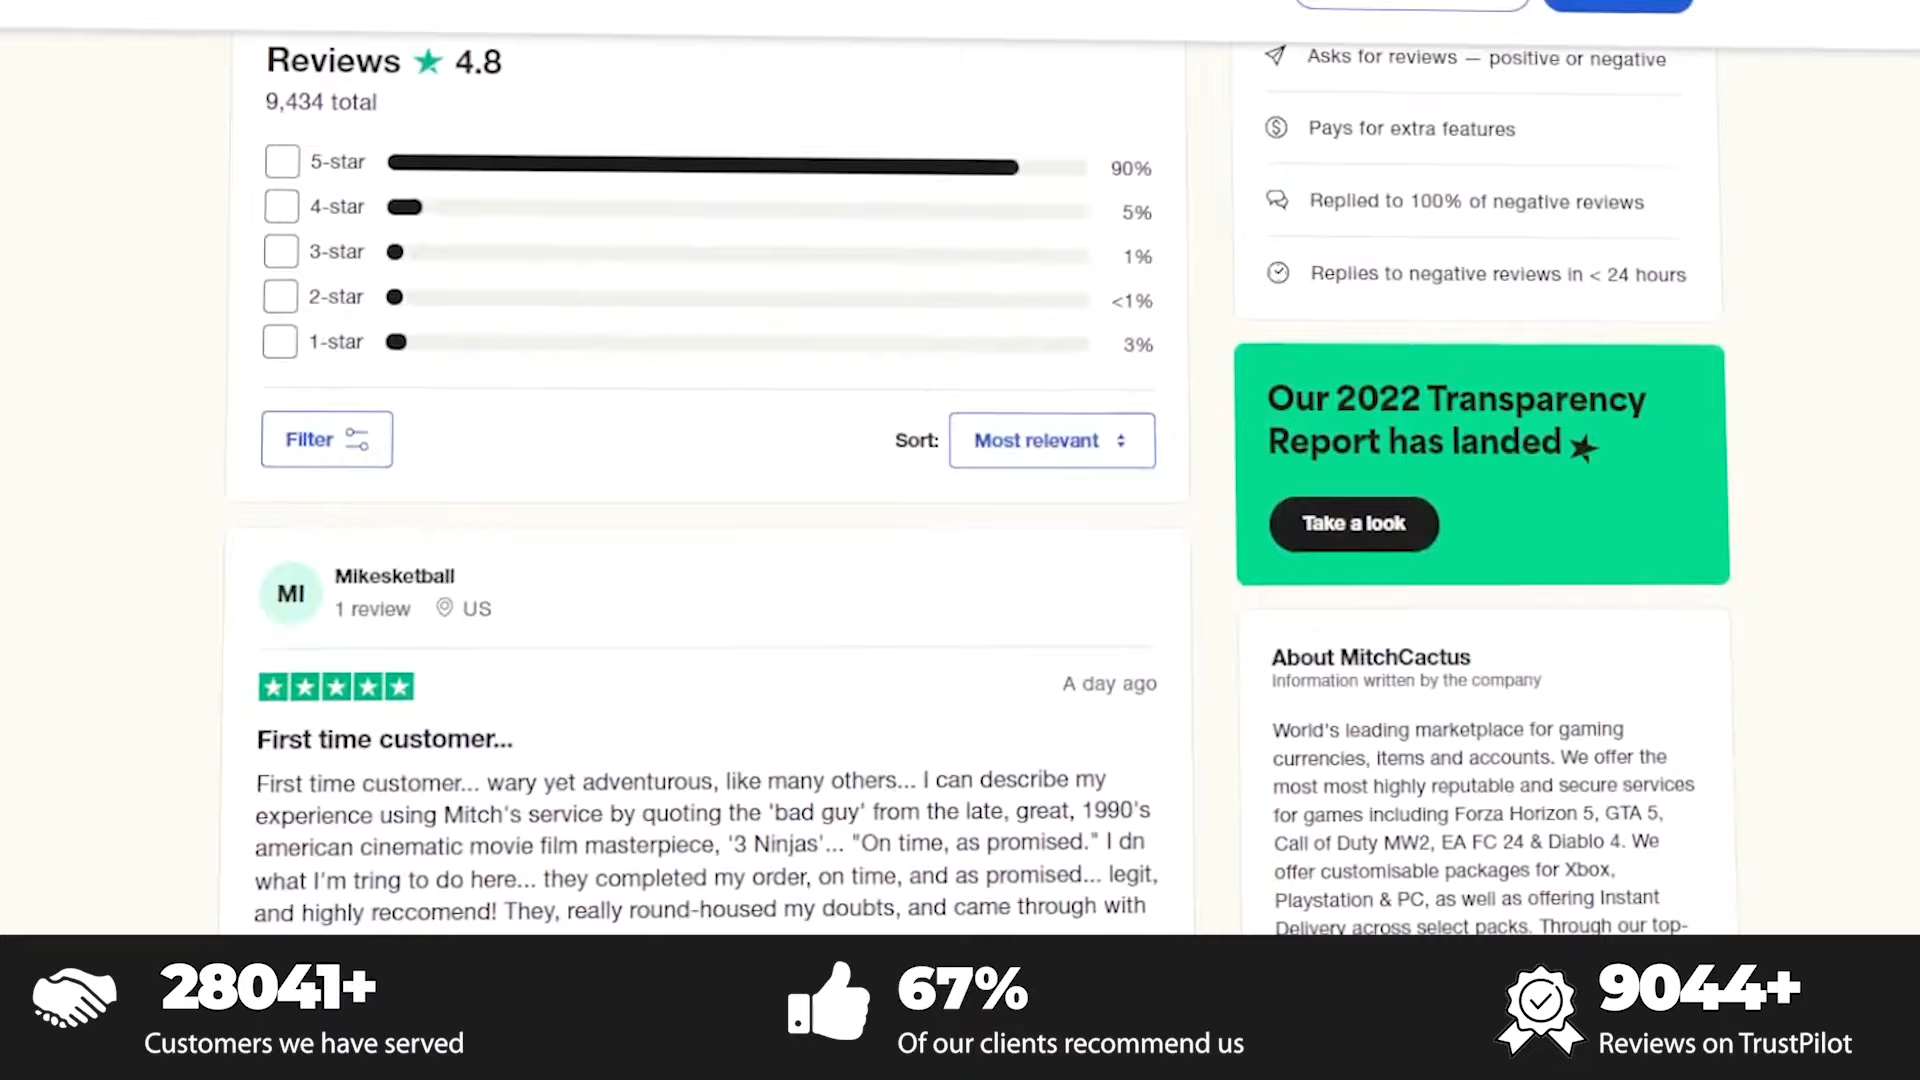 Reviews ★ 4.8
9,434 total
5-star 90%
4-star 5%
3-star 1%
2-star <1%
1-star 3%
Filter
Sort: Most relevant
MI
Mikesketball
1 review US
A day ago
First time customer...
First time customer... wary yet adventurous, like many others... I can describe my
experience using Mitch's service by quoting the 'bad guy' from the late, great, 1990's
american cinematic movie film masterpiece, '3 Ninjas'... "On time, as promised." I dn
what I'm tring to do here... they completed my order, on time, and as promised... legit,
and highly reccomend! They, really round-housed my doubts, and came through with
Asks for reviews — positive or negative
Pays for extra features
Replied to 100% of negative reviews
Replies to negative reviews in < 24 hours
Our 2022 Transparency
Report has landed
Take a look
About MitchCactus
Information written by the company
World's leading marketplace for gaming
currencies, items and accounts. We offer the
most most highly reputable and secure services
for games including Forza Horizon 5, GTA 5,
Call of Duty MW2, EA FC 24 & Diablo 4. We
offer customisable packages for Xbox,
Playstation & PC, as well as offering Instant
Delivery across select packs. Through our top-
28041+
Customers we have served
67%
Of our clients recommend us
9044+
Reviews on TrustPilot